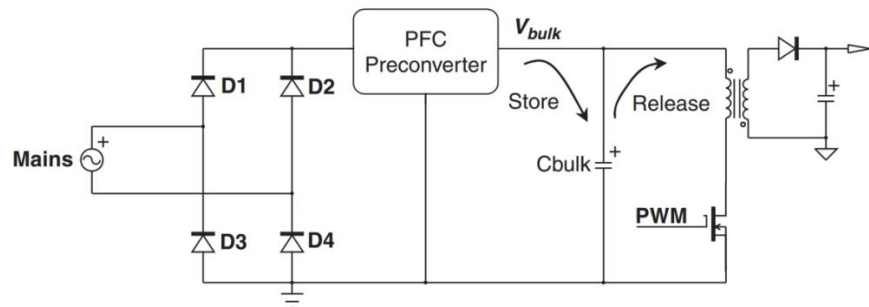 PFC
Preconverter
Vbulk
D1
D2
Store
Release
+
Mains
Cbulk
+
+
PWM
D3
D4